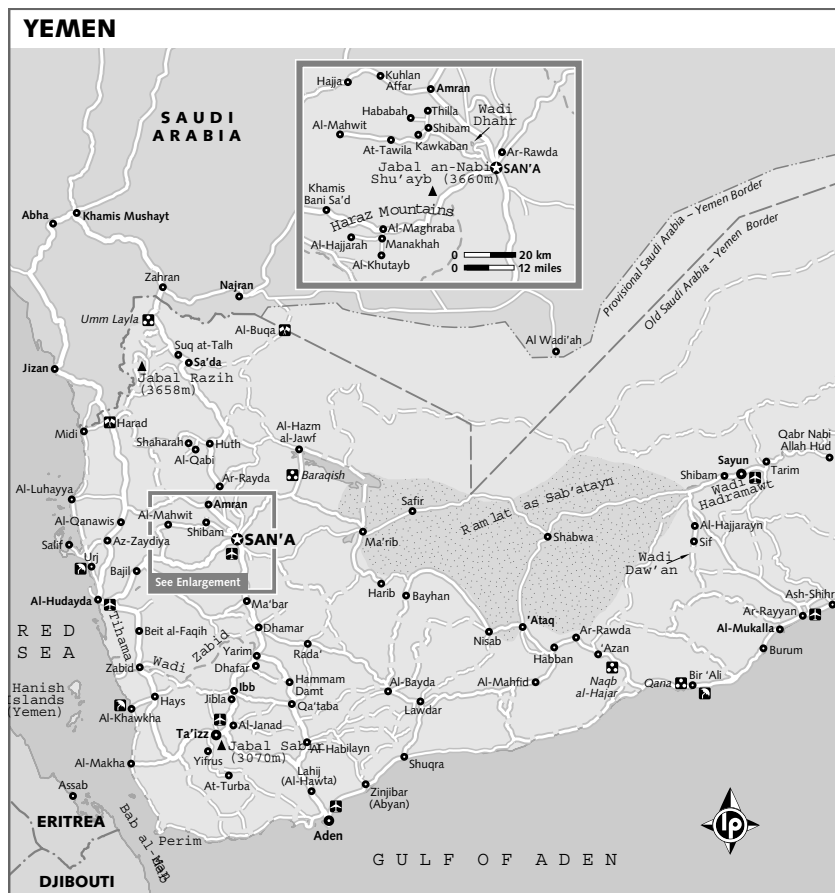 YEMEN
SAUDI
ARABIA
Hajja
Kuhlan
Affar
Amran
Hababah
Thilla
Wadi
Dhahr
Al-Mahwit
Shibam
At-Tawila
Kawkaban
Ar-Rawda
SAN'A
Jabal an-Nabi
Shu'ayb (3660m)
Khamis
Bani Sa'd
Haraz Mountains
Al-Maghraba
Al-Hajjarah
Manakhah
Al-Khutayb
0 20 km
0 12 miles
Provisional Saudi Arabia – Yemen Border
Old Saudi Arabia – Yemen Border
Abha
Khamis Mushayt
Zahran
Najran
Umm Layla
Al-Buqa
Al Wadi'ah
Suq at-Talh
Sa'da
Jizan
Jabal Razih
(3658m)
Harad
Midi
Shaharah
Huth
Al-Qabi
Al-Hazm
al-Jawf
Baraqish
Ar-Rayda
Qabr Nabi
Allah Hud
Sayun
Tarim
Shibam
Wadi
Hadramawt
Al-Luhayya
Amran
Al-Mahwit
Safir
Ramlat as Sab'atayn
Al-Qanawis
Shibam
SAN'A
Ma'rib
Shabwa
Al-Hajjarayn
Sif
Salif
Az-Zaydiya
Urj
Bajil
See Enlargement
Wadi
Daw'an
Harib
Bayhan
Ash-Shihr
Al-Hudayda
Ma'bar
Ar-Rayyan
RED
SEA
Tihama
Beit al-Faqih
Dhamar
Nisab
'Ataq
Ar-Rawda
Al-Mukalla
Wadi Zabid
Yarim
Rada'
Habban
'Azan
Burum
Zabid
Dhafar
Hanish
Islands
(Yemen)
Hammam
Damt
Al-Bayda
Al-Mahfid
Naqb
al-Hajar
Qana
Bir 'Ali
Hays
Ibb
Jibla
Qa'taba
Lawdar
Al-Khawkha
Al-Janad
Ta'izz
Jabal Sabir
(3070m)
Al-Habilayn
Al-Makha
Yifrus
Shuqra
At-Turba
Lahij
(Al-Hawta)
Zinjibar
(Abyan)
Assab
Aden
ERITREA
Bab al-Man
Perim
GULF OF ADEN
DJIBOUTI
lp